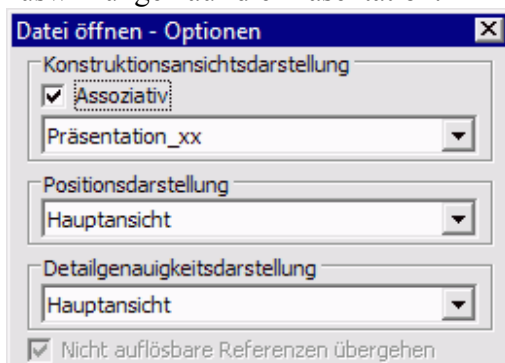 Datei öffnen - Optionen
Konstruktionsansichtsdarstellung
Assoziativ
Präsentation_xx
Positionsdarstellung
Hauptansicht
Detailgenauigkeitsdarstellung
Hauptansicht
Nicht auflösbare Referenzen übergehen